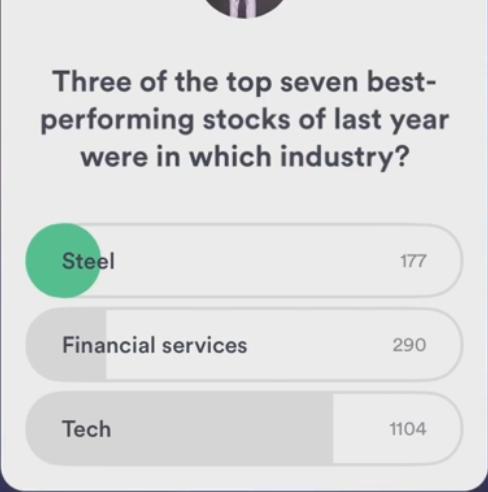 Three of the top seven best-
performing stocks of last year
were in which industry?
Steel 177
Financial services 290
Tech 1104